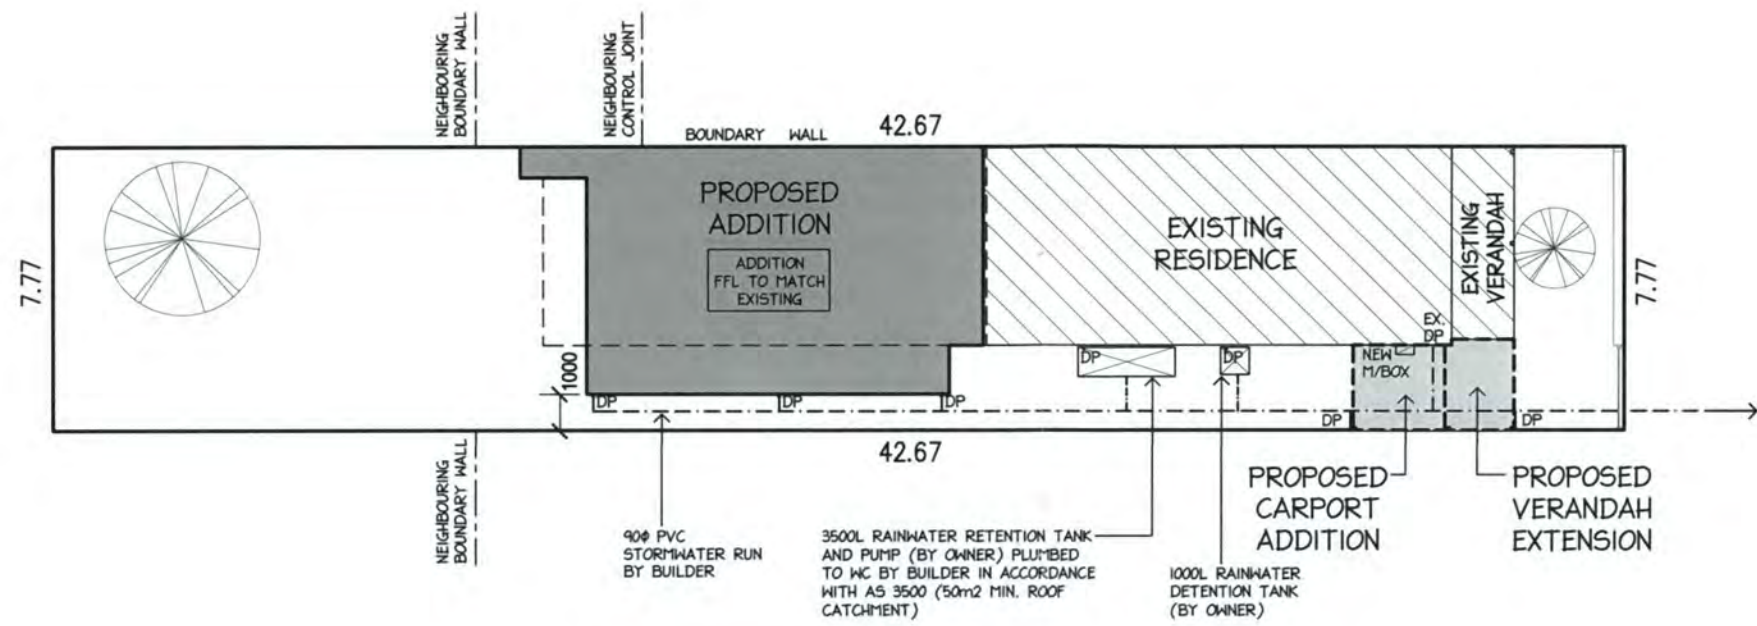 NEIGHBOURING
BOUNDARY WALL
NEIGHBOURING
CONTROL JOINT
BOUNDARY WALL
42.67
7.77
PROPOSED
ADDITION
ADDITION
FFL TO MATCH
EXISTING
EXISTING
RESIDENCE
EXISTING
VERANDAH
7.77
1000
DP
DP
DP
DP
DP
EX.
DP
NEW
M/BOX
DP
DP
42.67
NEIGHBOURING
BOUNDARY WALL
90ϕ PVC
STORMWATER RUN
BY BUILDER
3500L RAINWATER RETENTION TANK
AND PUMP (BY OWNER) PLUMBED
TO WC BY BUILDER IN ACCORDANCE
WITH AS 3500 (50m2 MIN. ROOF
CATCHMENT)
1000L RAINWATER
DETENTION TANK
(BY OWNER)
PROPOSED
CARPORT
ADDITION
PROPOSED
VERANDAH
EXTENSION